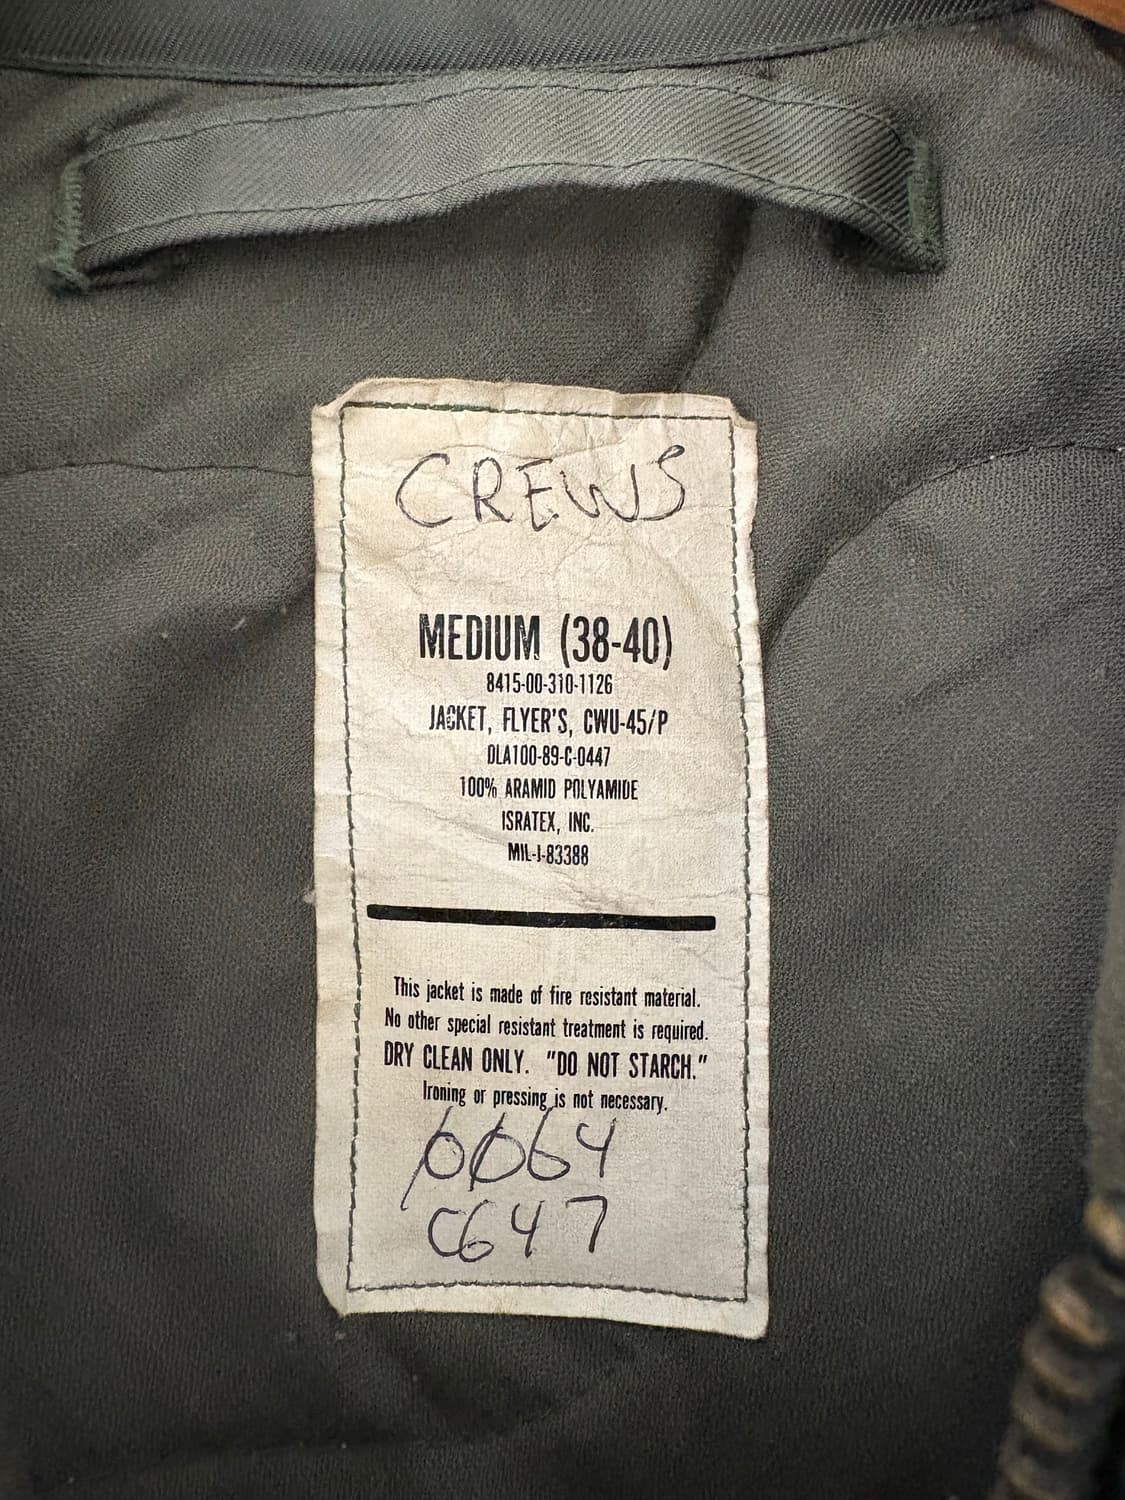 CREWS
MEDIUM (38-40)
8415-00-310-1126
JACKET, FLYER'S, CWU-45/P
DLA100-89-C-0447
100% ARAMID POLYAMIDE
ISRATEX, INC.
MIL-J-83388
This jacket is made of fire resistant material.
No other special resistant treatment is required.
DRY CLEAN ONLY. "DO NOT STARCH."
Ironing or pressing is not necessary.
0064
C647